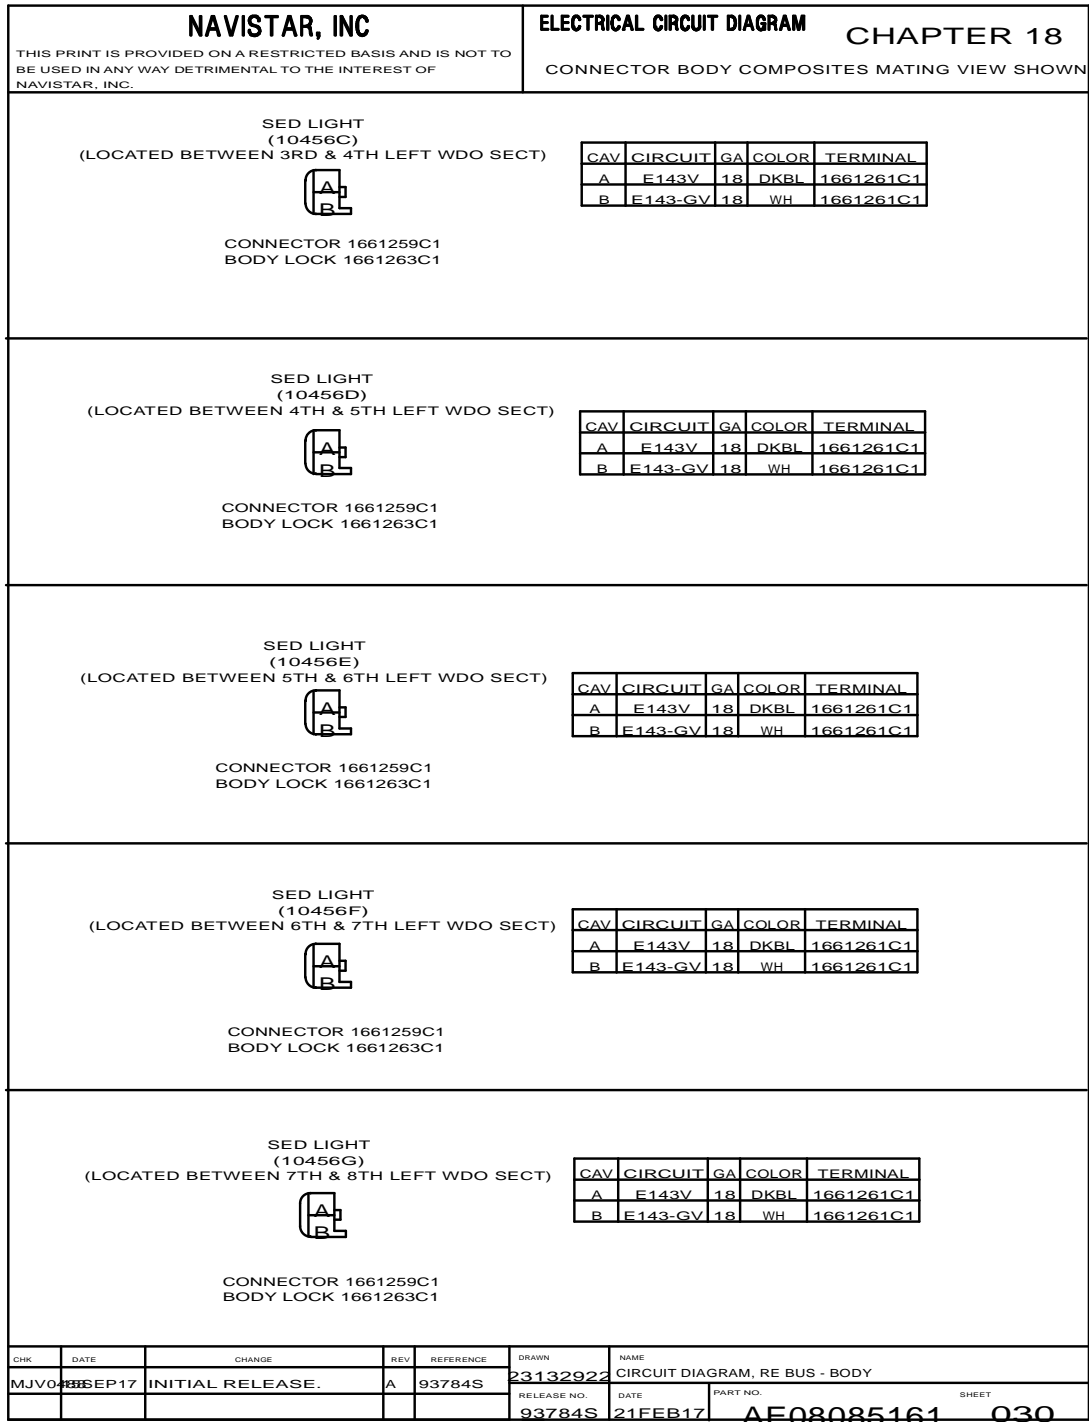 NAVISTAR, INC
THIS PRINT IS PROVIDED ON A RESTRICTED BASIS AND IS NOT TO
BE USED IN ANY WAY DETRIMENTAL TO THE INTEREST OF
NAVISTAR, INC.
ELECTRICAL CIRCUIT DIAGRAM
CHAPTER 18
CONNECTOR BODY COMPOSITES MATING VIEW SHOWN
SED LIGHT
(10456C)
(LOCATED BETWEEN 3RD & 4TH LEFT WDO SECT)
A
B
CONNECTOR 1661259C1
BODY LOCK 1661263C1
CAV CIRCUIT GA COLOR TERMINAL
A E143V 18 DKBL 1661261C1
B E143-GV 18 WH 1661261C1
SED LIGHT
(10456D)
(LOCATED BETWEEN 4TH & 5TH LEFT WDO SECT)
A
B
CONNECTOR 1661259C1
BODY LOCK 1661263C1
CAV CIRCUIT GA COLOR TERMINAL
A E143V 18 DKBL 1661261C1
B E143-GV 18 WH 1661261C1
SED LIGHT
(10456E)
(LOCATED BETWEEN 5TH & 6TH LEFT WDO SECT)
A
B
CONNECTOR 1661259C1
BODY LOCK 1661263C1
CAV CIRCUIT GA COLOR TERMINAL
A E143V 18 DKBL 1661261C1
B E143-GV 18 WH 1661261C1
SED LIGHT
(10456F)
(LOCATED BETWEEN 6TH & 7TH LEFT WDO SECT)
A
B
CONNECTOR 1661259C1
BODY LOCK 1661263C1
CAV CIRCUIT GA COLOR TERMINAL
A E143V 18 DKBL 1661261C1
B E143-GV 18 WH 1661261C1
SED LIGHT
(10456G)
(LOCATED BETWEEN 7TH & 8TH LEFT WDO SECT)
A
B
CONNECTOR 1661259C1
BODY LOCK 1661263C1
CAV CIRCUIT GA COLOR TERMINAL
A E143V 18 DKBL 1661261C1
B E143-GV 18 WH 1661261C1
CHK DATE CHANGE REV REFERENCE
INITIAL RELEASE. A 93784S
DRAWN
23132922
NAME
CIRCUIT DIAGRAM, RE BUS - BODY
RELEASE NO.
93784S
DATE
21FEB17
PART NO.
AE08085161
SHEET
030